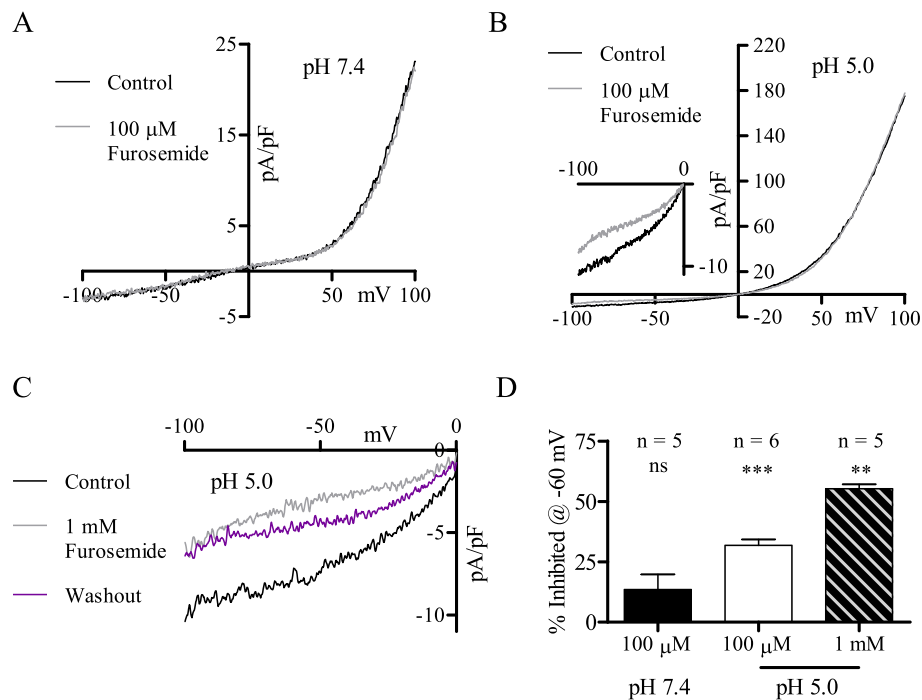 A
25
pH 7.4
Control
100 μM
Furosemide
15
pA/pF
5
-100
50
mV
100
-5
B
220
Control
pH 5.0
100 μM
Furosemide
180
140
-100
0
100
pA/pF
60
-10
20
-100
-50
50
mV
100
-20
C
-100
-50
0
mV
0
pH 5.0
Control
1 mM
Furosemide
-5
pA/pF
Washout
-10
D
% Inhibited @ -60 mV
75
n = 5
n = 6
n = 5
ns
***
**
50
25
0
100 μM
100 μM
1 mM
pH 7.4
pH 5.0